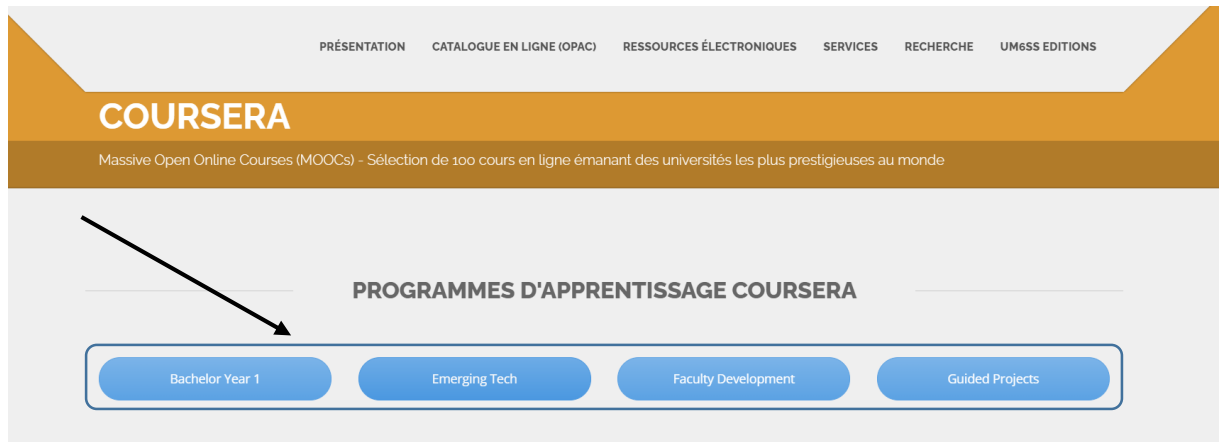 PRÉSENTATION CATALOGUE EN LIGNE (OPAC) RESSOURCES ÉLECTRONIQUES SERVICES RECHERCHE UM6SS EDITIONS
COURSERA
Massive Open Online Courses (MOOCs) - Sélection de 100 cours en ligne émanant des universités les plus prestigieuses au monde
PROGRAMMES D'APPRENTISSAGE COURSERA
Bachelor Year 1 Emerging Tech Faculty Development Guided Projects